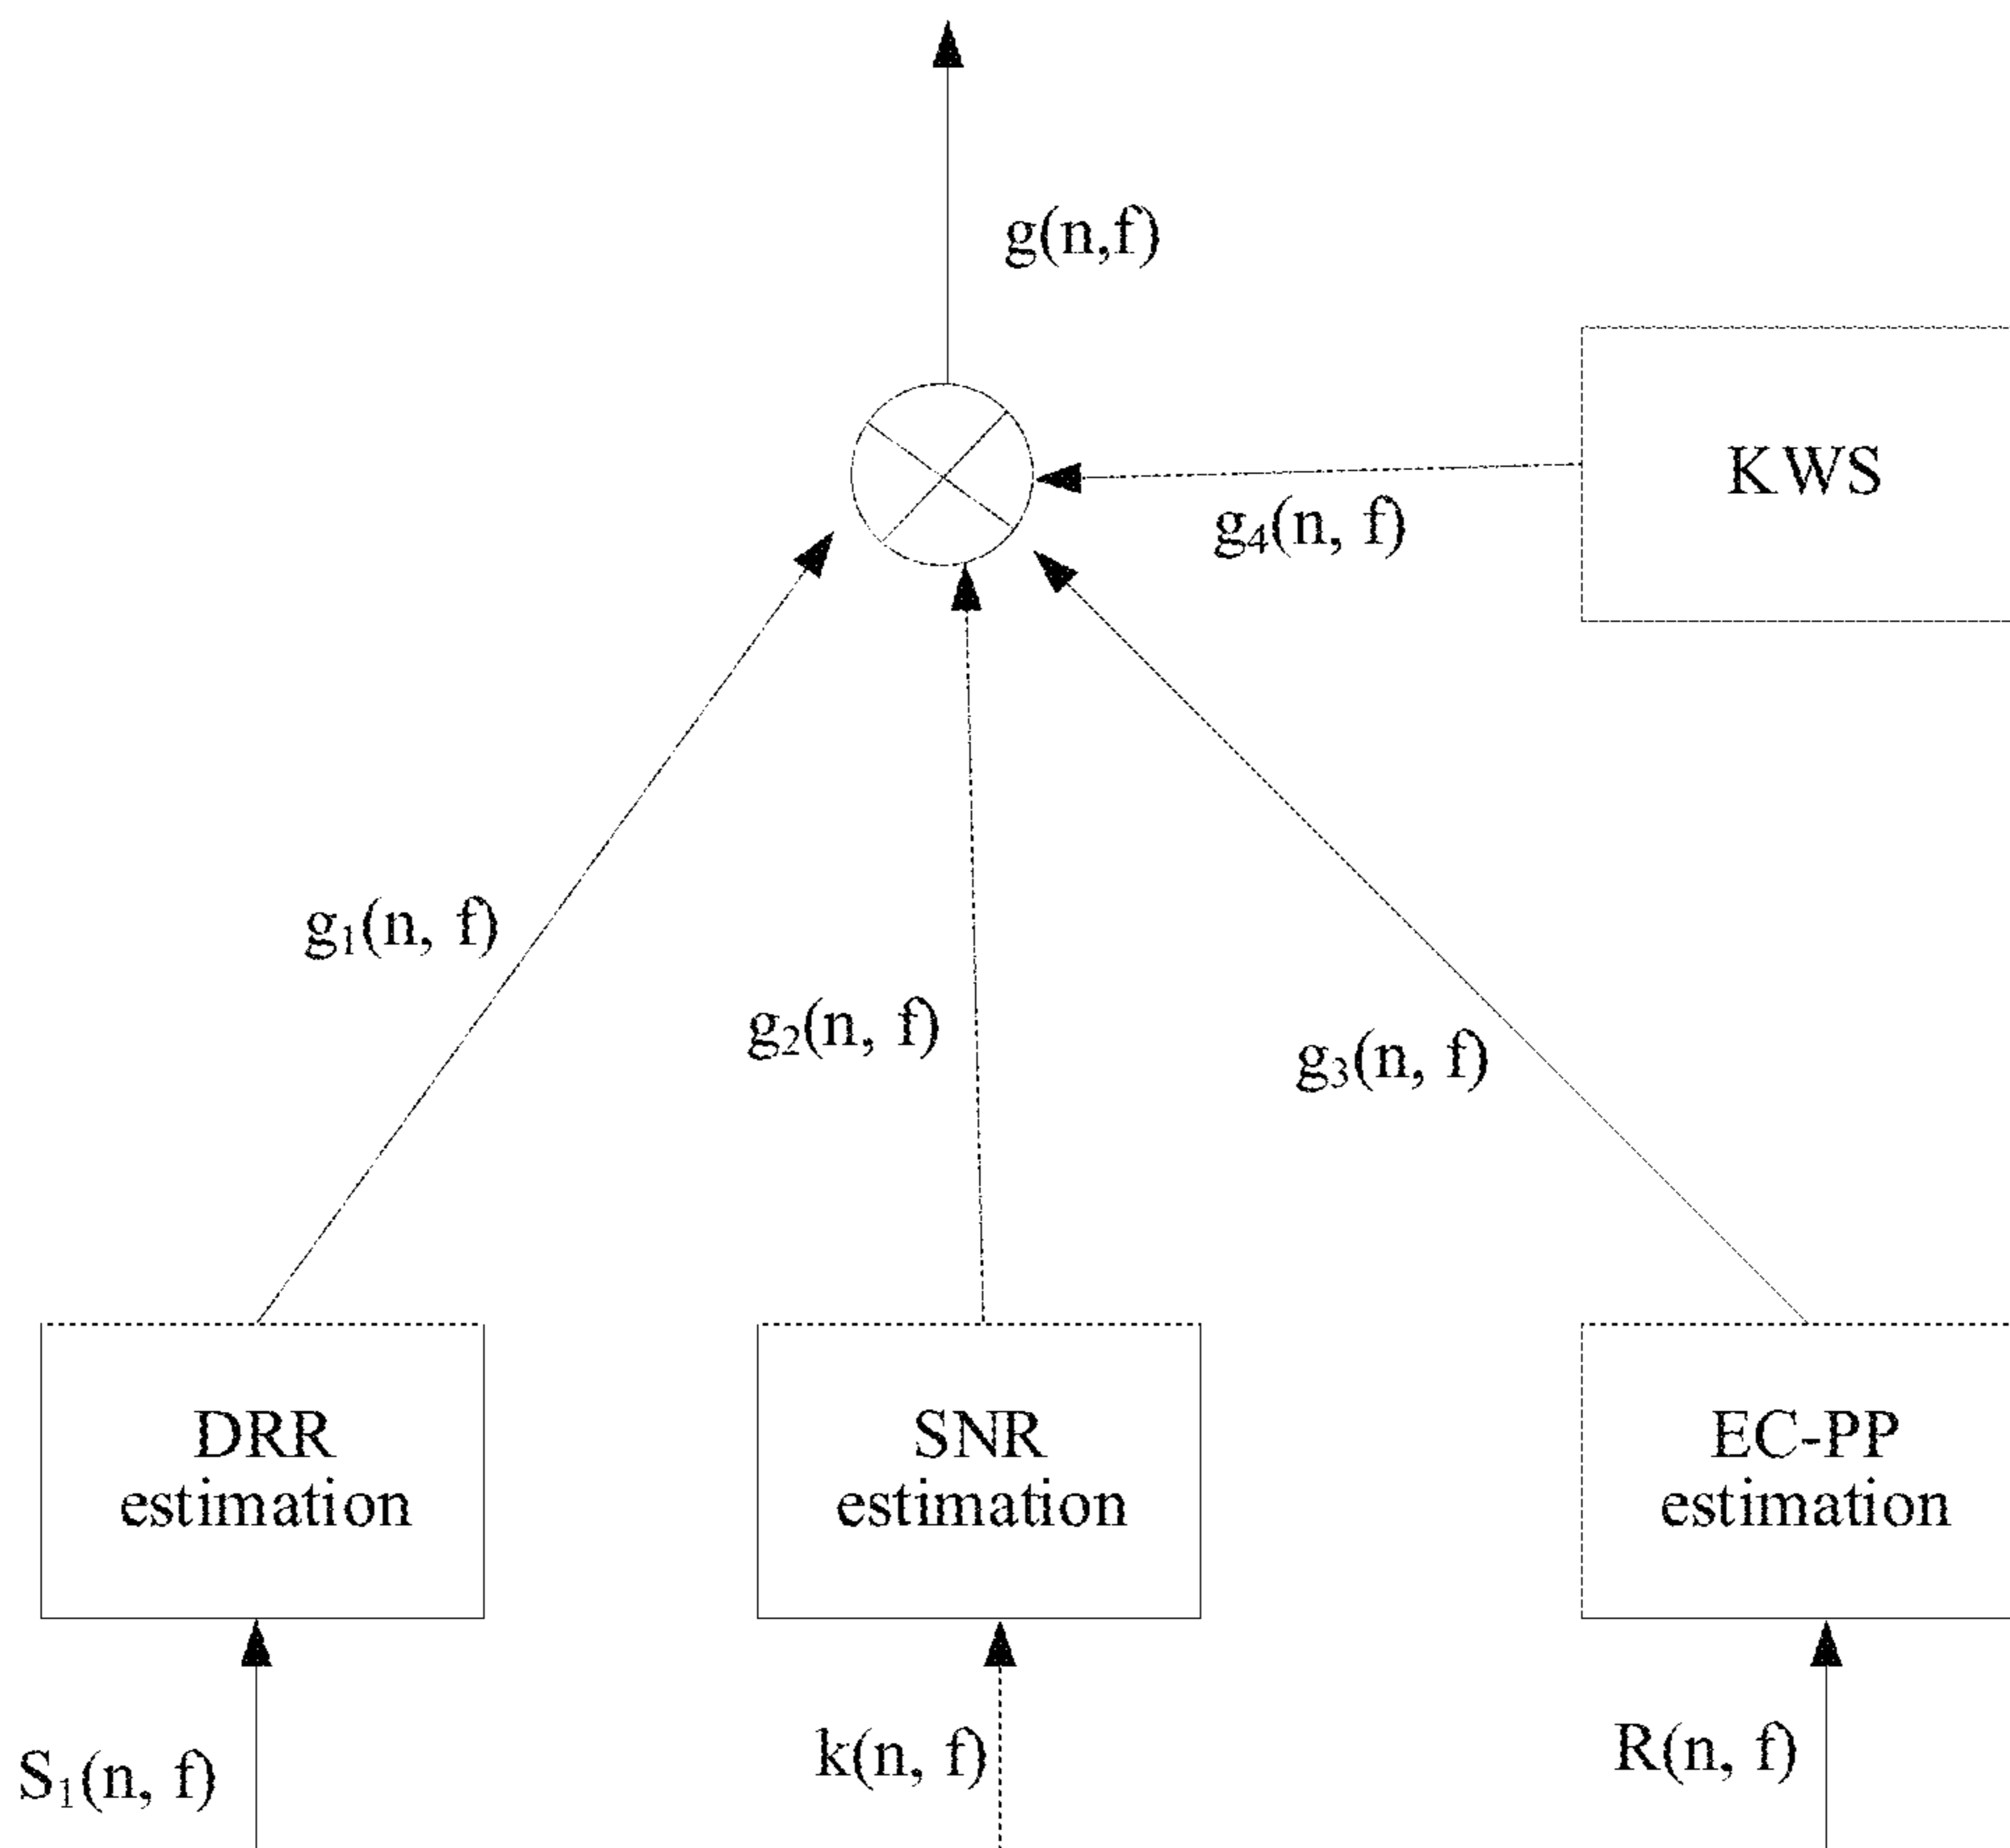 g(n,f)
KWS
g₄(n, f)
g₁(n, f)
g₂(n, f)
g₃(n, f)
DRR
estimation
SNR
estimation
EC-PP
estimation
S₁(n, f)
k(n, f)
R(n, f)